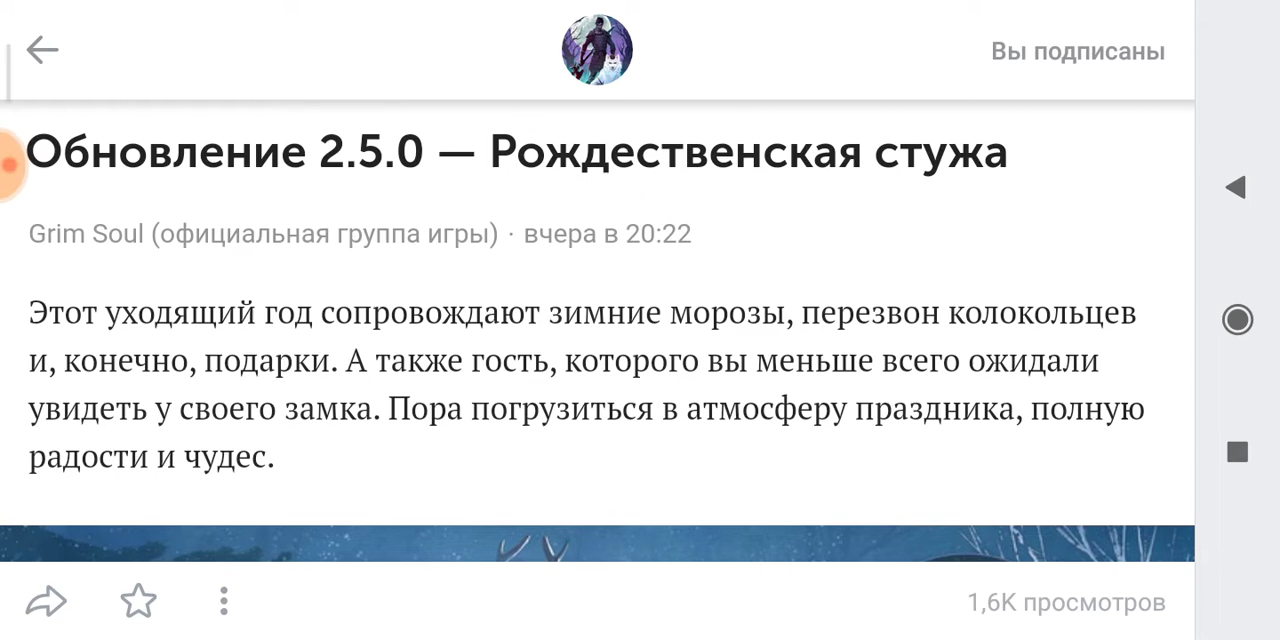 Вы подписаны
Обновление 2.5.0 — Рождественская стужа
Grim Soul (официальная группа игры) · вчера в 20:22
Этот уходящий год сопровождают зимние морозы, перезвон колокольцев
и, конечно, подарки. А также гость, которого вы меньше всего ожидали
увидеть у своего замка. Пора погрузиться в атмосферу праздника, полную
радости и чудес.
1,6K просмотров